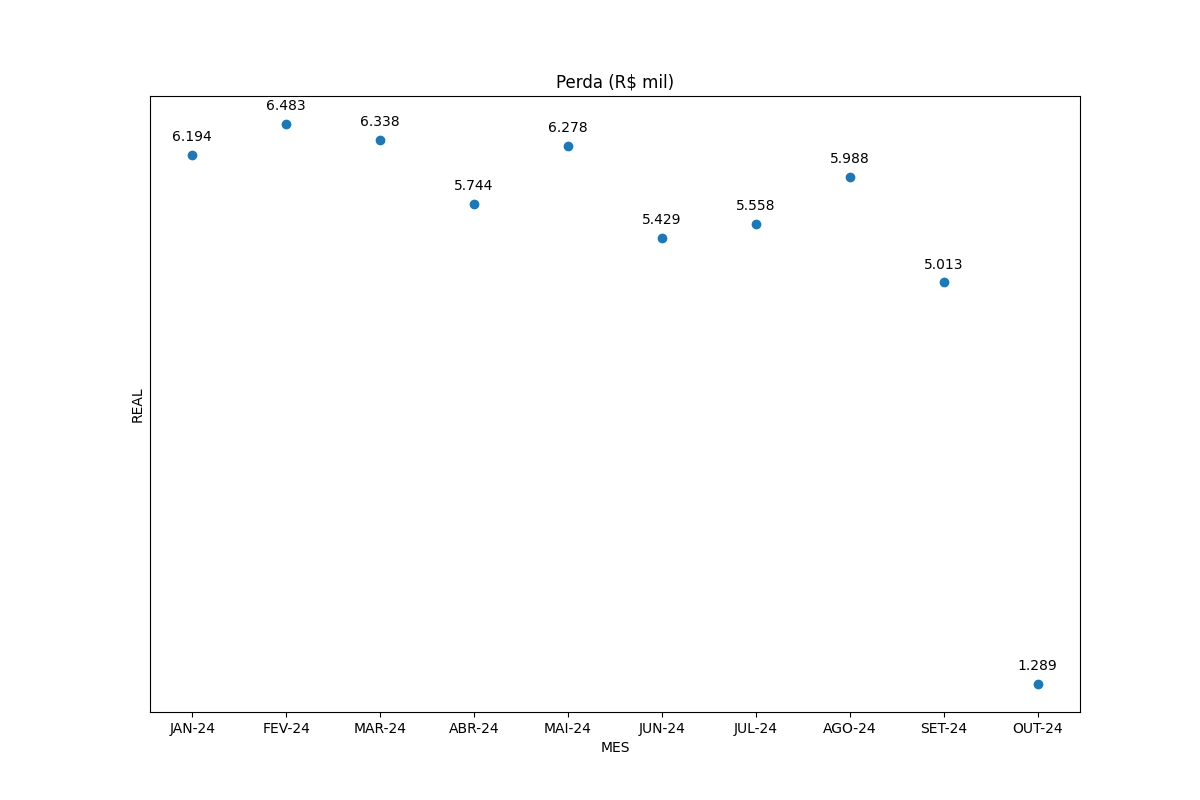 Perda (R$ mil)
6.483
6.338
6.278
6.194
5.988
5.744
5.558
5.429
5.013
REAL
1.289
JAN-24 FEV-24 MAR-24 ABR-24 MAI-24 JUN-24 JUL-24 AGO-24 SET-24 OUT-24
MES